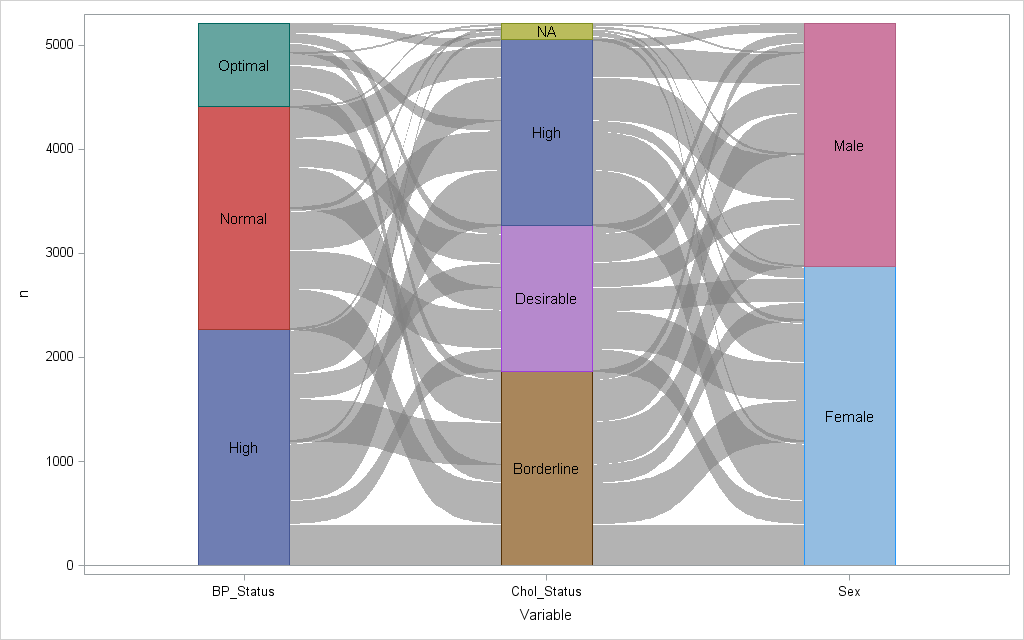 5000
4000
3000
2000
1000
0
n
Optimal
Normal
High
NA
High
Desirable
Borderline
Male
Female
BP_Status
Chol_Status
Sex
Variable